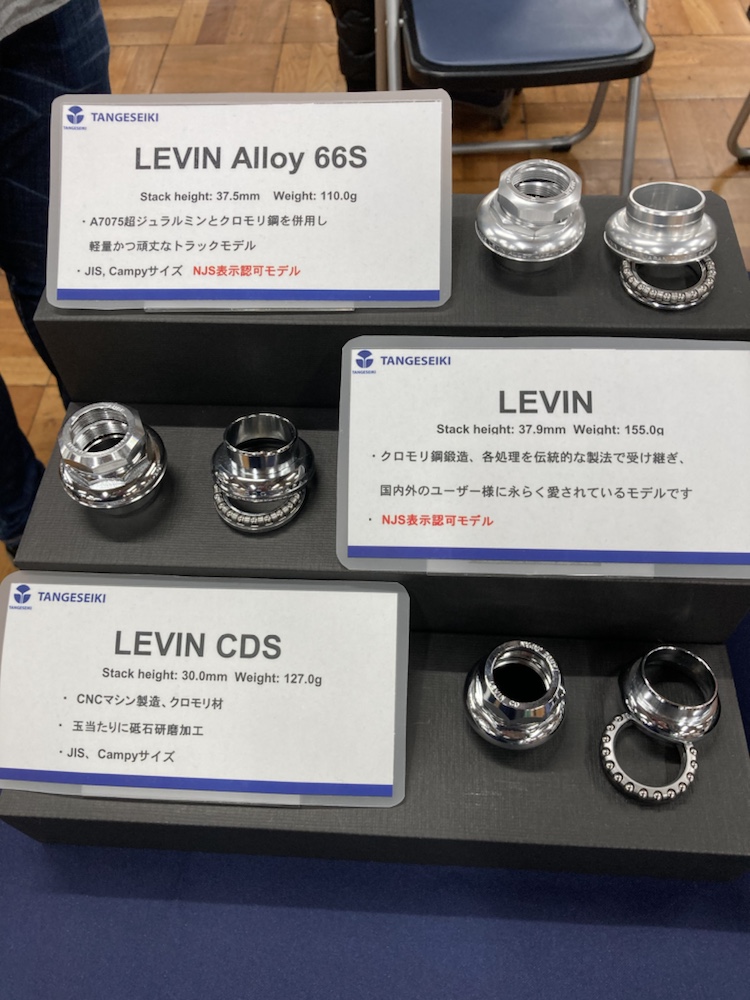 TANGESEIKI
TANGESEIKI
LEVIN Alloy 66S
Stack height: 37.5mm Weight: 110.0g
・A7075超ジュラルミンとクロモリ鋼を併用し
軽量かつ頑丈なトラックモデル
・JIS, Campyサイズ NJS表示認可モデル
TANGESEIKI
TANGESEIKI
LEVIN
Stack height: 37.9mm Weight: 155.0g
・クロモリ鋼鍛造、各処理を伝統的な製法で受け継ぎ、
国内外のユーザー様に永らく愛されているモデルです
・NJS表示認可モデル
TANGESEIKI
TANGESEIKI
LEVIN CDS
Stack height: 30.0mm Weight: 127.0g
・CNCマシン製造、クロモリ材
・玉当たりに砥石研磨加工
・JIS、Campyサイズ